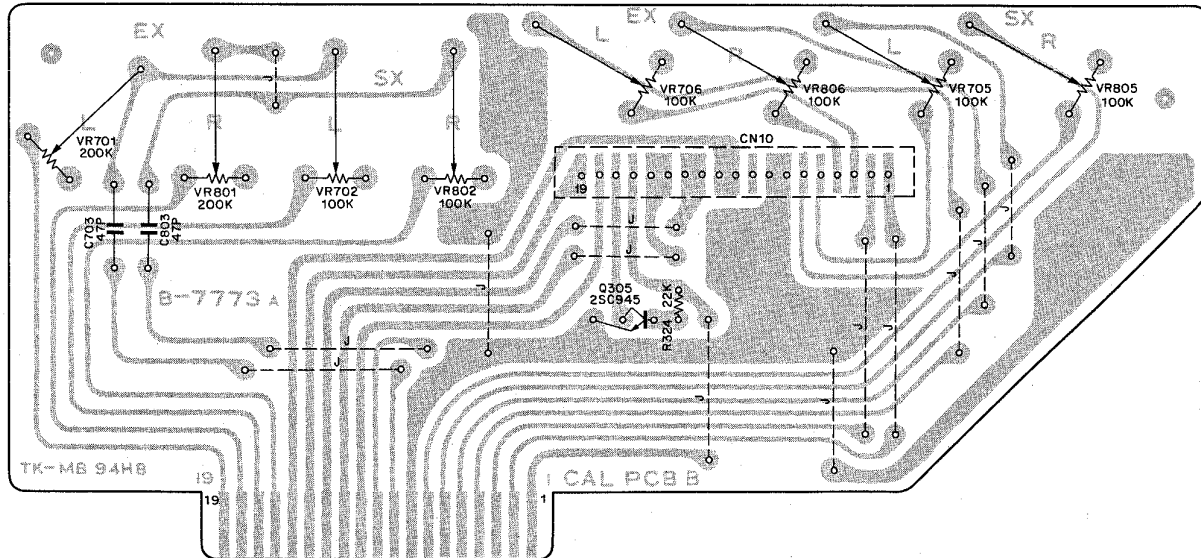 EX
SX
L
R
L
R
VR701
200K
VR801
200K
VR702
100K
VR802
100K
J
EX
SX
L
R
L
R
VR706
100K
VR806
100K
VR705
100K
VR805
100K
CN10
19
1
C703
47P
C803
47P
B-7773A
J
J
J
J
J
Q305
2SC945
22K
R324
J
J
J
J
J
J
J
TK-MB 94HB
19
19
1
1
CAL PCB B